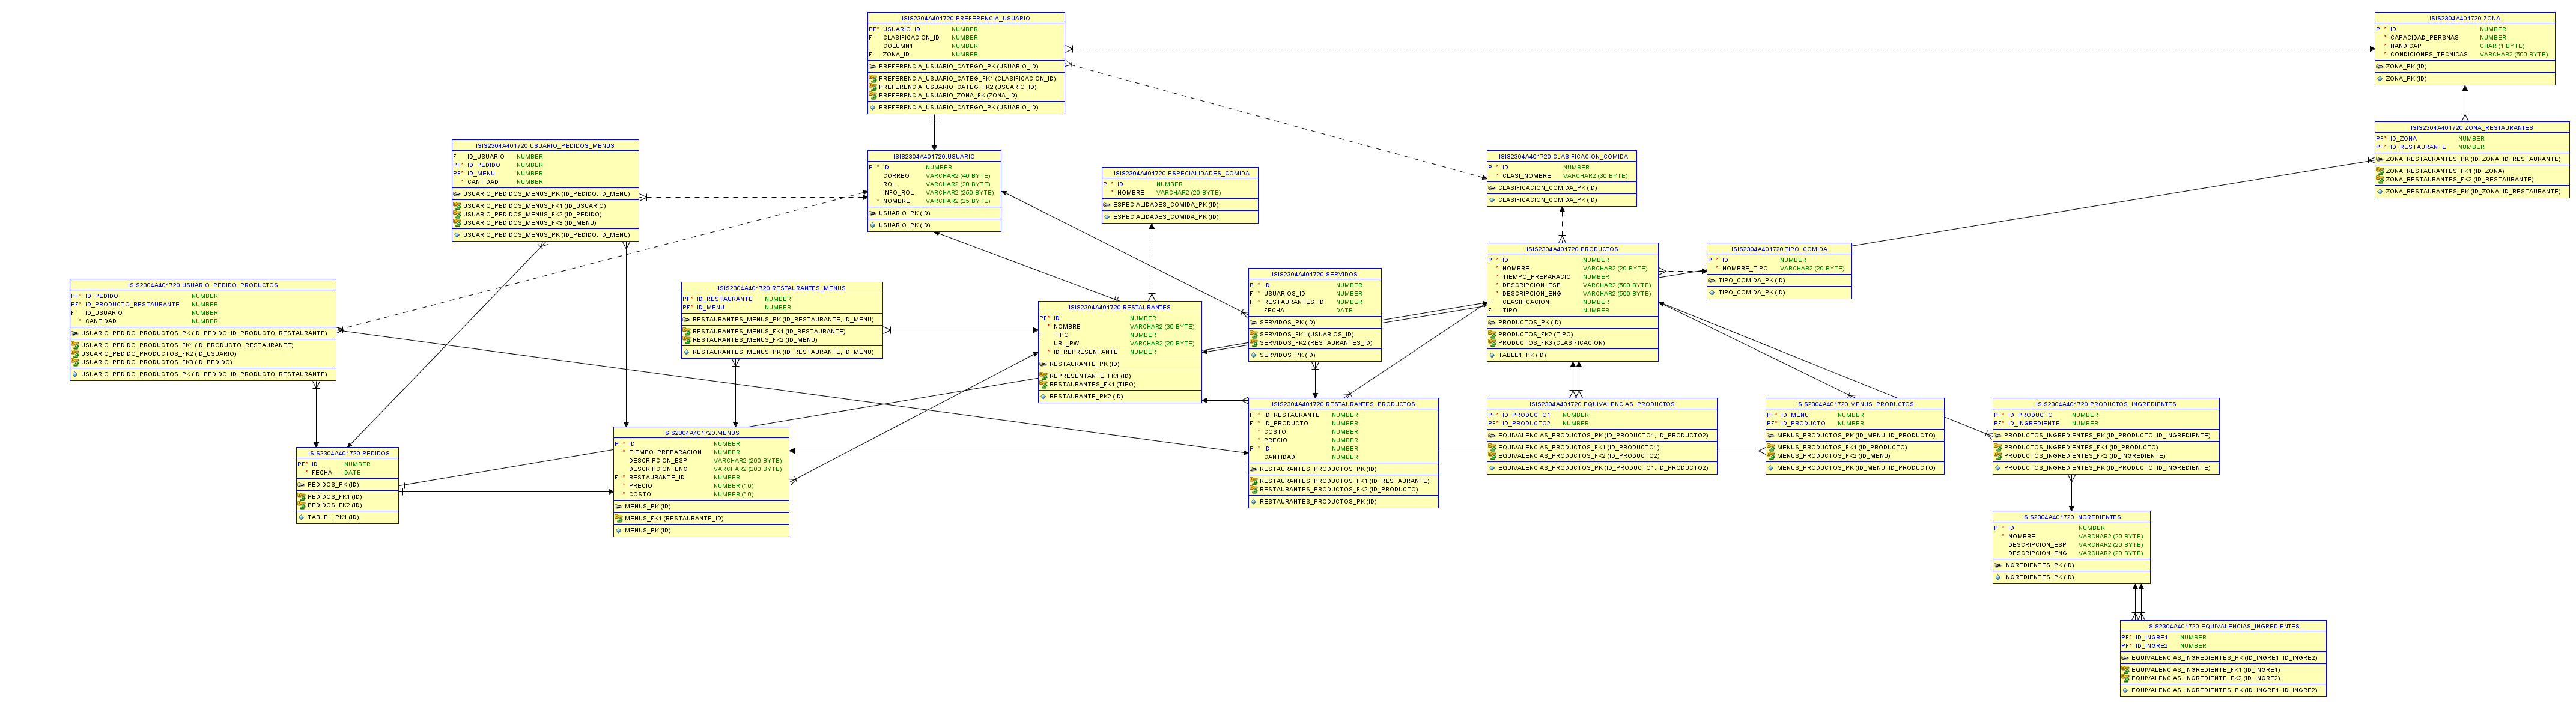 ISIS2304A401720.PREFERENCIA_USUARIO
PF* USUARIO_ID NUMBER
F CLASIFICACION_ID NUMBER
COLUMN1 NUMBER
F ZONA_ID NUMBER
PREFERENCIA_USUARIO_CATEGO_PK (USUARIO_ID)
PREFERENCIA_USUARIO_CATEG_FK1 (CLASIFICACION_ID)
PREFERENCIA_USUARIO_CATEG_FK2 (USUARIO_ID)
PREFERENCIA_USUARIO_ZONA_FK (ZONA_ID)
PREFERENCIA_USUARIO_CATEGO_PK (USUARIO_ID)
ISIS2304A401720.ZONA
P * ID NUMBER
* CAPACIDAD_PERSNAS NUMBER
* HANDICAP CHAR (1 BYTE)
* CONDICIONES_TECNICAS VARCHAR2 (500 BYTE)
ZONA_PK (ID)
ZONA_PK (ID)
ISIS2304A401720.ZONA_RESTAURANTES
PF* ID_ZONA NUMBER
PF* ID_RESTAURANTE NUMBER
ZONA_RESTAURANTES_PK (ID_ZONA, ID_RESTAURANTE)
ZONA_RESTAURANTES_FK1 (ID_ZONA)
ZONA_RESTAURANTES_FK2 (ID_RESTAURANTE)
ZONA_RESTAURANTES_PK (ID_ZONA, ID_RESTAURANTE)
ISIS2304A401720.USUARIO_PEDIDOS_MENUS
F ID_USUARIO NUMBER
PF* ID_PEDIDO NUMBER
PF* ID_MENU NUMBER
* CANTIDAD NUMBER
USUARIO_PEDIDOS_MENUS_PK (ID_PEDIDO, ID_MENU)
USUARIO_PEDIDOS_MENUS_FK1 (ID_USUARIO)
USUARIO_PEDIDOS_MENUS_FK2 (ID_PEDIDO)
USUARIO_PEDIDOS_MENUS_FK3 (ID_MENU)
USUARIO_PEDIDOS_MENUS_PK (ID_PEDIDO, ID_MENU)
ISIS2304A401720.USUARIO
P * ID NUMBER
CORREO VARCHAR2 (40 BYTE)
ROL VARCHAR2 (20 BYTE)
INFO_ROL VARCHAR2 (250 BYTE)
* NOMBRE VARCHAR2 (25 BYTE)
USUARIO_PK (ID)
USUARIO_PK (ID)
ISIS2304A401720.ESPECIALIDADES_COMIDA
P * ID NUMBER
* NOMBRE VARCHAR2 (20 BYTE)
ESPECIALIDADES_COMIDA_PK (ID)
ESPECIALIDADES_COMIDA_PK (ID)
ISIS2304A401720.CLASIFICACION_COMIDA
P * ID NUMBER
* CLASI_NOMBRE VARCHAR2 (30 BYTE)
CLASIFICACION_COMIDA_PK (ID)
CLASIFICACION_COMIDA_PK (ID)
ISIS2304A401720.PRODUCTOS
P * ID NUMBER
* NOMBRE VARCHAR2 (20 BYTE)
* TIEMPO_PREPARACIO NUMBER
* DESCRIPCION_ESP VARCHAR2 (500 BYTE)
* DESCRIPCION_ENG VARCHAR2 (500 BYTE)
F CLASIFICACION NUMBER
F TIPO NUMBER
PRODUCTOS_PK (ID)
PRODUCTOS_FK2 (TIPO)
PRODUCTOS_FK3 (CLASIFICACION)
TABLE1_PK (ID)
ISIS2304A401720.TIPO_COMIDA
P * ID NUMBER
* NOMBRE_TIPO VARCHAR2 (20 BYTE)
TIPO_COMIDA_PK (ID)
TIPO_COMIDA_PK (ID)
ISIS2304A401720.USUARIO_PEDIDO_PRODUCTOS
PF* ID_PEDIDO NUMBER
PF* ID_PRODUCTO_RESTAURANTE NUMBER
F ID_USUARIO NUMBER
* CANTIDAD NUMBER
USUARIO_PEDIDO_PRODUCTOS_PK (ID_PEDIDO, ID_PRODUCTO_RESTAURANTE)
USUARIO_PEDIDO_PRODUCTOS_FK1 (ID_PRODUCTO_RESTAURANTE)
USUARIO_PEDIDO_PRODUCTOS_FK2 (ID_USUARIO)
USUARIO_PEDIDO_PRODUCTOS_FK3 (ID_PEDIDO)
USUARIO_PEDIDO_PRODUCTOS_PK (ID_PEDIDO, ID_PRODUCTO_RESTAURANTE)
ISIS2304A401720.RESTAURANTES_MENUS
PF* ID_RESTAURANTE NUMBER
PF* ID_MENU NUMBER
RESTAURANTES_MENUS_PK (ID_RESTAURANTE, ID_MENU)
RESTAURANTES_MENUS_FK1 (ID_RESTAURANTE)
RESTAURANTES_MENUS_FK2 (ID_MENU)
RESTAURANTES_MENUS_PK (ID_RESTAURANTE, ID_MENU)
ISIS2304A401720.RESTAURANTES
PF* ID NUMBER
* NOMBRE VARCHAR2 (30 BYTE)
F TIPO NUMBER
URL_PW VARCHAR2 (20 BYTE)
* ID_REPRESENTANTE NUMBER
RESTAURANTE_PK (ID)
REPRESENTANTE_FK1 (ID)
RESTAURANTES_FK1 (TIPO)
RESTAURANTE_PK2 (ID)
ISIS2304A401720.SERVIDOS
P * ID NUMBER
F * USUARIOS_ID NUMBER
F * RESTAURANTES_ID NUMBER
FECHA DATE
SERVIDOS_PK (ID)
SERVIDOS_FK1 (USUARIOS_ID)
SERVIDOS_FK2 (RESTAURANTES_ID)
SERVIDOS_PK (ID)
ISIS2304A401720.PEDIDOS
PF* ID NUMBER
* FECHA DATE
PEDIDOS_PK (ID)
PEDIDOS_FK1 (ID)
PEDIDOS_FK2 (ID)
TABLE1_PK1 (ID)
ISIS2304A401720.MENUS
P * ID NUMBER
* TIEMPO_PREPARACION NUMBER
DESCRIPCION_ESP VARCHAR2 (200 BYTE)
DESCRIPCION_ENG VARCHAR2 (200 BYTE)
F * RESTAURANTE_ID NUMBER
* PRECIO NUMBER (*,0)
* COSTO NUMBER (*,0)
MENUS_PK (ID)
MENUS_FK1 (RESTAURANTE_ID)
MENUS_PK (ID)
ISIS2304A401720.RESTAURANTES_PRODUCTOS
F * ID_RESTAURANTE NUMBER
F * ID_PRODUCTO NUMBER
* COSTO NUMBER
* PRECIO NUMBER
P * ID NUMBER
CANTIDAD NUMBER
RESTAURANTES_PRODUCTOS_PK (ID)
RESTAURANTES_PRODUCTOS_FK1 (ID_RESTAURANTE)
RESTAURANTES_PRODUCTOS_FK2 (ID_PRODUCTO)
RESTAURANTES_PRODUCTOS_PK (ID)
ISIS2304A401720.EQUIVALENCIAS_PRODUCTOS
PF* ID_PRODUCTO1 NUMBER
PF* ID_PRODUCTO2 NUMBER
EQUIVALENCIAS_PRODUCTOS_PK (ID_PRODUCTO1, ID_PRODUCTO2)
EQUIVALENCIAS_PRODUCTOS_FK1 (ID_PRODUCTO1)
EQUIVALENCIAS_PRODUCTOS_FK2 (ID_PRODUCTO2)
EQUIVALENCIAS_PRODUCTOS_PK (ID_PRODUCTO1, ID_PRODUCTO2)
ISIS2304A401720.MENUS_PRODUCTOS
PF* ID_MENU NUMBER
PF* ID_PRODUCTO NUMBER
MENUS_PRODUCTOS_PK (ID_MENU, ID_PRODUCTO)
MENUS_PRODUCTOS_FK1 (ID_PRODUCTO)
MENUS_PRODUCTOS_FK2 (ID_MENU)
MENUS_PRODUCTOS_PK (ID_MENU, ID_PRODUCTO)
ISIS2304A401720.PRODUCTOS_INGREDIENTES
PF* ID_PRODUCTO NUMBER
PF* ID_INGREDIENTE NUMBER
PRODUCTOS_INGREDIENTES_PK (ID_PRODUCTO, ID_INGREDIENTE)
PRODUCTOS_INGREDIENTES_FK1 (ID_PRODUCTO)
PRODUCTOS_INGREDIENTES_FK2 (ID_INGREDIENTE)
PRODUCTOS_INGREDIENTES_PK (ID_PRODUCTO, ID_INGREDIENTE)
ISIS2304A401720.INGREDIENTES
P * ID NUMBER
* NOMBRE VARCHAR2 (20 BYTE)
DESCRIPCION_ESP VARCHAR2 (20 BYTE)
DESCRIPCION_ENG VARCHAR2 (20 BYTE)
INGREDIENTES_PK (ID)
INGREDIENTES_PK (ID)
ISIS2304A401720.EQUIVALENCIAS_INGREDIENTES
PF* ID_INGRE1 NUMBER
PF* ID_INGRE2 NUMBER
EQUIVALENCIAS_INGREDIENTES_PK (ID_INGRE1, ID_INGRE2)
EQUIVALENCIAS_INGREDIENTE_FK1 (ID_INGRE1)
EQUIVALENCIAS_INGREDIENTE_FK2 (ID_INGRE2)
EQUIVALENCIAS_INGREDIENTES_PK (ID_INGRE1, ID_INGRE2)